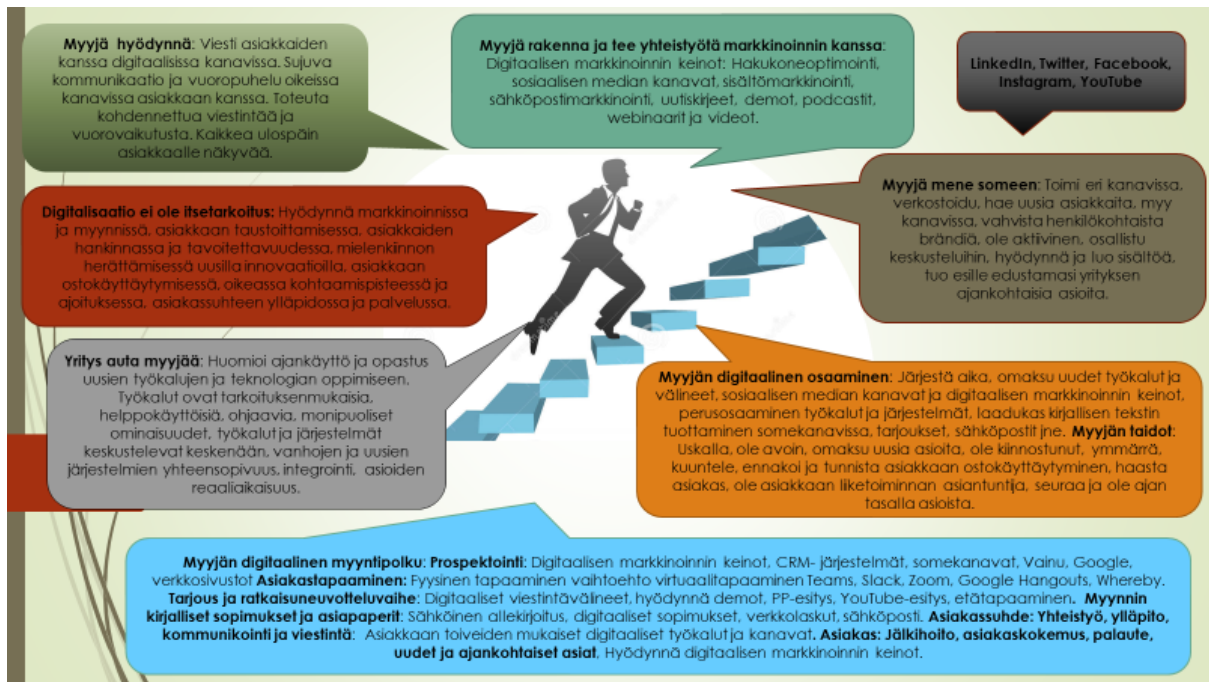 Myyjä hyödynnä: Viesti asiakkaiden
kanssa digitaalisissa kanavissa. Sujuva
kommunikaatio ja vuoropuhelu oikeissa
kanavissa asiakkaan kanssa. Toteuta
kohdennettua viestintää ja
vuorovaikutusta. Kaikkea ulospäin
asiakkaalle näkyvää.
Myyjä rakenna ja tee yhteistyötä markkinoinnin kanssa:
Digitaalisen markkinoinnin keinot: Hakukoneoptimointi,
sosiaalisen median kanavat, sisältömarkkinointi,
sähköpostimarkkinointi, uutiskirjeet, demot, podcastit,
webinaarit ja videot.
LinkedIn, Twitter, Facebook,
Instagram, YouTube
Digitalisaatio ei ole itsetarkoitus: Hyödynnä markkinoinnissa
ja myynnissä, asiakkaan taustoittamisessa, asiakkaiden
hankinnassa ja tavoitettavuudessa, mielenkiinnon
herättämisessä uusilla innovaatioilla, asiakkaan
ostokäyttäytymisessä, oikeassa kohtaamispisteessä ja
ajoituksessa, asiakassuhteen ylläpidossa ja palvelussa.
Myyjä mene someen: Toimi eri kanavissa,
verkostoidu, hae uusia asiakkaita, myy
kanavissa, vahvista henkilökohtaista
brändiä, ole aktiivinen, osallistu
keskusteluihin, hyödynnä ja luo sisältöä,
tuo esille edustamasi yrityksen
ajankohtaisia asioita.
Yritys auta myyjää: Huomioi ajankäyttö ja opastus
uusien työkalujen ja teknologian oppimiseen.
Työkalut ovat tarkoituksenmukaisia,
helppokäyttöisiä, ohjaavia, monipuoliset
ominaisuudet, työkalut ja järjestelmät
keskustelevat keskenään, vanhojen ja uusien
järjestelmien yhteensopivuus, integrointi, asioiden
reaaliaikaisuus.
Myyjän digitaalinen osaaminen: Järjestä aika, omaksu uudet työkalut ja
välineet, sosiaalisen median kanavat ja digitaalisen markkinoinnin keinot,
perusosaaminen työkalut ja järjestelmät, laadukas kirjallisen tekstin
tuottaminen somekanavissa, tarjoukset, sähköpostit jne. Myyjän taidot:
Uskalla, ole avoin, omaksu uusia asioita, ole kiinnostunut, ymmärrä,
kuuntele, ennakoi ja tunnista asiakkaan ostokäyttäytyminen, haasta
asiakas, ole asiakkaan liiketoiminnan asiantuntija, seuraa ja ole ajan
tasalla asioista.
Myyjän digitaalinen myyntipolku: Prospektointi: Digitaalisen markkinoinnin keinot, CRM- järjestelmät, somekanavat, Vainu, Google,
verkkosivustot Asiakastapaaminen: Fyysinen tapaaminen vaihtoehto virtuaalitapaaminen Teams, Slack, Zoom, Google Hangouts, Whereby.
Tarjous ja ratkaisuneuvotteluvaihe: Digitaaliset viestintävälineet, hyödynnä demot, PP-esitys, YouTube-esitys, etätapaaminen. Myynnin
kirjalliset sopimukset ja asiapaperit: Sähköinen allekirjoitus, digitaaliset sopimukset, verkkolaskut, sähköposti. Asiakassuhde: Yhteistyö, ylläpito,
kommunikointi ja viestintä: Asiakkaan toiveiden mukaiset digitaaliset työkalut ja kanavat. Asiakas: Jälkihoito, asiakaskokemus, palaute,
uudet ja ajankohtaiset asiat, Hyödynnä digitaalisen markkinoinnin keinot.